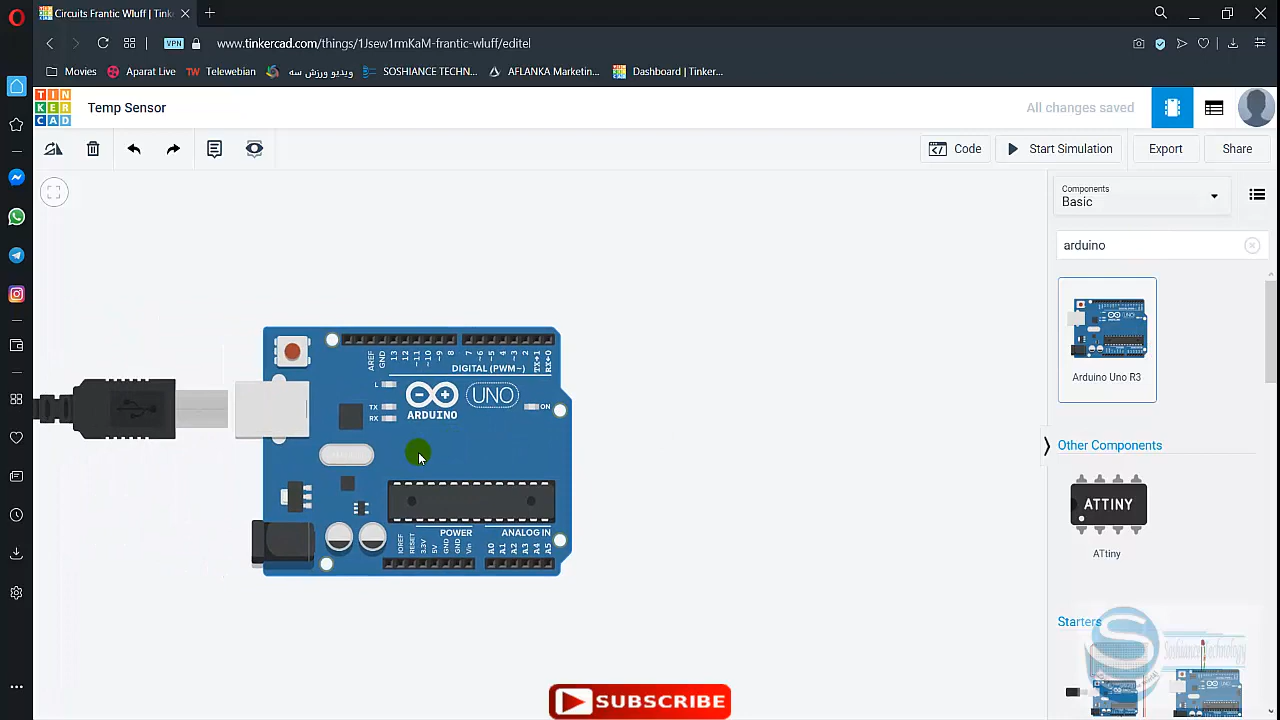 Circuits Frantic Wluff | Tink
www.tinkercad.com/things/1Jsew1rmKaM-frantic-wluff/editel
VPN
Movies
Aparat Live
TW Telewebian
ویدیو ورزش سه
SOSHIANCE TECHN...
AFLANKA Marketin...
Dashboard | Tinker...
TIN
KER
CAD
Temp Sensor
All changes saved
Code
Start Simulation
Export
Share
Components
Basic
arduino
Arduino Uno R3
Other Components
ATTINY
ATtiny
Starters
Soshiance Technology
AREF
GND
13
12
~11
~10
~9
8
7
~6
~5
4
~3
2
TX→1
RX←0
DIGITAL (PWM~)
L
TX
RX
ARDUINO
UNO
ON
POWER
ANALOG IN
IOREF
RESET
3.3V
5V
GND
GND
Vin
A0
A1
A2
A3
A4
A5
SUBSCRIBE